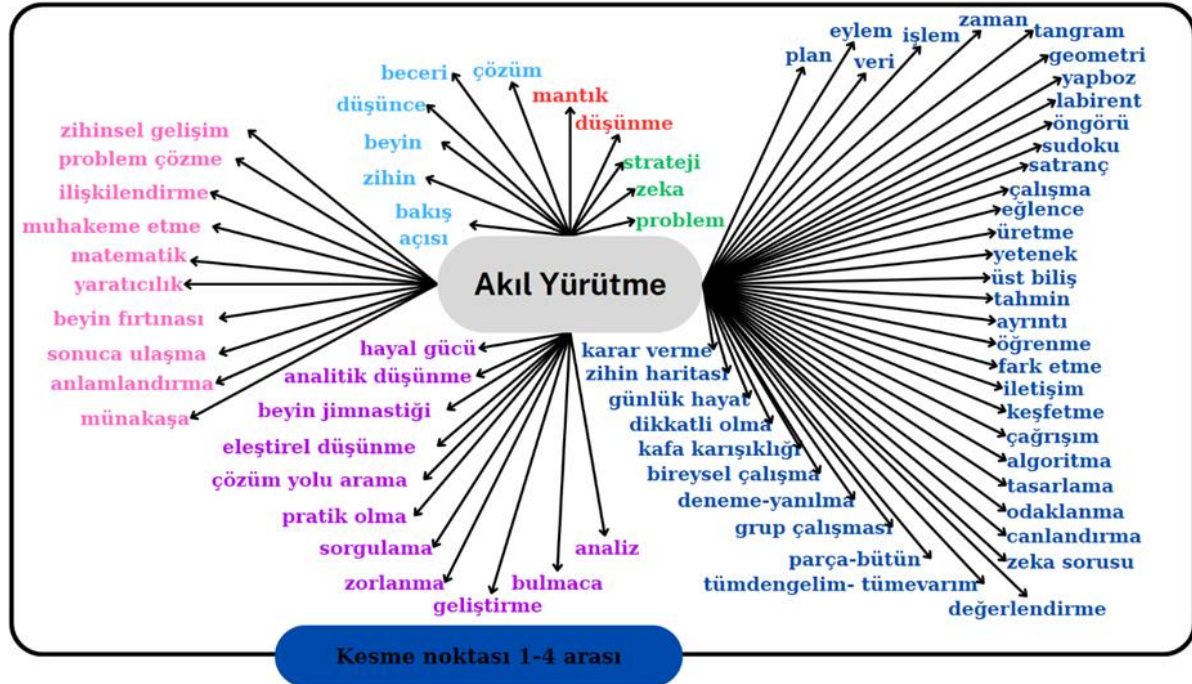 beceri
çözüm
düşünce
beyin
zihin
bakış
açısı
mantık
düşünme
strateji
zeka
problem
zihinsel gelişim
problem çözme
ilişkilendirme
muhakeme etme
matematik
yaratıcılık
beyin fırtınası
sonuca ulaşma
anlamlandırma
münakaşa
Akıl Yürütme
plan
eylem
veri
işlem
zaman
tangram
geometri
yapboz
labirent
öngörü
sudoku
satranç
çalışma
eğlence
üretme
yetenek
üst biliş
tahmin
ayrıntı
öğrenme
fark etme
iletişim
keşfetme
çağrışım
algoritma
tasarlama
odaklanma
canlandırma
zeka sorusu
değerlendirme
hayal gücü
analitik düşünme
beyin jimnastiği
eleştirel düşünme
çözüm yolu arama
pratik olma
sorgulama
zorlanma
geliştirme
bulmaca
analiz
karar verme
zihin haritası
günlük hayat
dikkatli olma
kafa karışıklığı
bireysel çalışma
deneme-yanılma
grup çalışması
parça-bütün
tümdengelim- tümevarım
Kesme noktası 1-4 arası